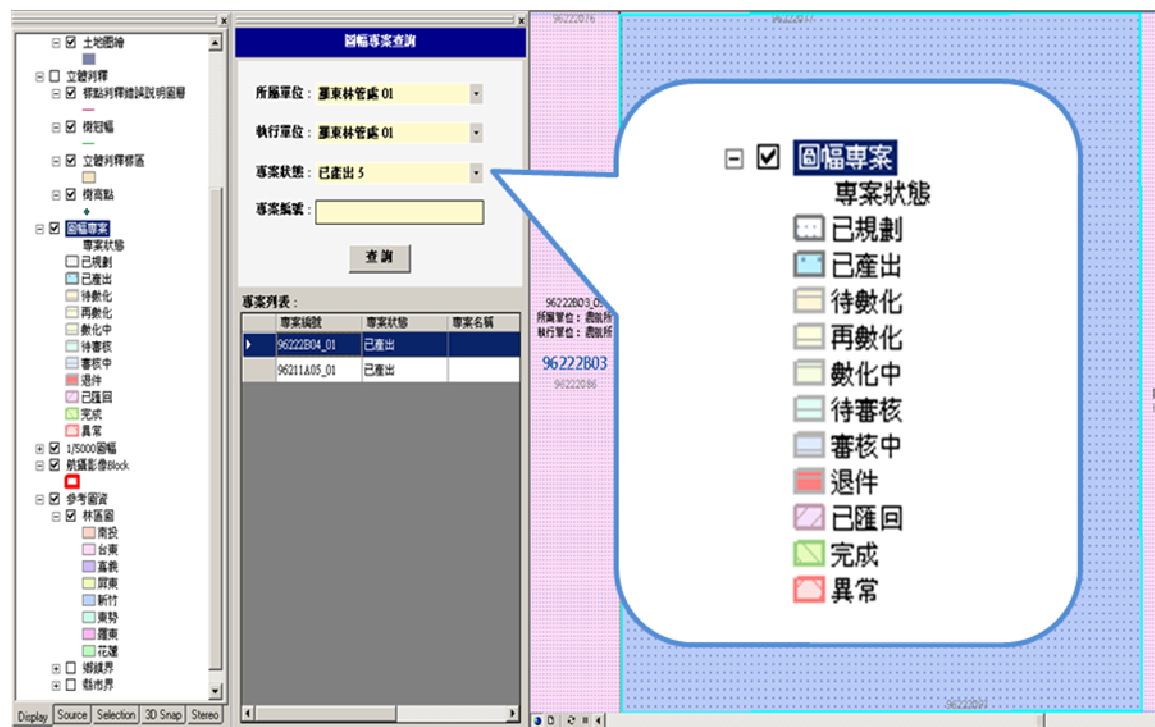 土地圖繪
立體判釋
樹冠幅
立體判釋標區
樹高點
圖幅專案
專案狀態
已規劃
已產出
待數化
再數化
數化中
待審核
審核中
退件
已匯回
完成
異常
1/5000圖幅
航攝影像Block
參考圖資
林區圖
南投
台東
嘉義
屏東
新竹
東勢
羅東
花蓮
鄉鎮界
縣市界
Display Source Selection 3D Snap Stereo
圖幅專案查詢
所屬單位：羅東林管處 01
執行單位：羅東林管處 01
專案狀態：已產出 5
專案編號：
查 詢
專案列表：
專案編號 專案狀態 專案名稱
96222B04_01 已產出
96211A05_01 已產出
96222076
96222B03
96222086
圖幅專案
專案狀態
已規劃
已產出
待數化
再數化
數化中
待審核
審核中
退件
已匯回
完成
異常